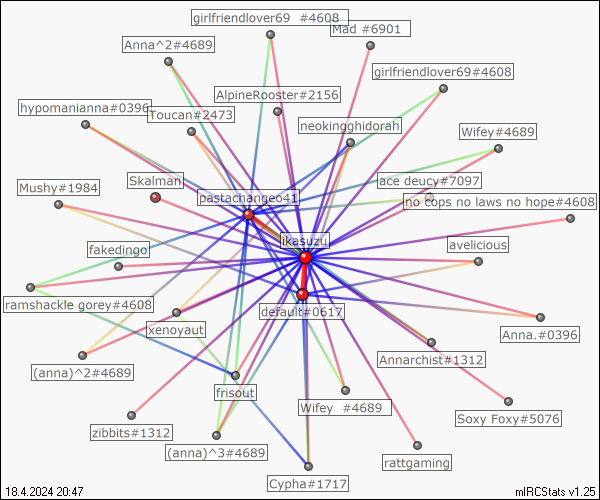 girlfriendlover69  #4608
Mad #6901
Anna^2#4689
girlfriendlover69#4608
AlpineRooster#2156
hypomanianna#0396
Toucan#2473
neokingghidorah
Wifey#4689
Mushy#1984
Skalman
ace deucy#7097
pastachangeo41
no cops no laws no hope#4608
ikasuzu
fakedingo
avelicious
ramshackle gorey#4608
default#0617
xenoyaut
Anna.#0396
Annarchist#1312
(anna)^2#4689
frisout
Wifey  #4689
Soxy Foxy#5076
zibbits#1312
(anna)^3#4689
rattgaming
Cypha#1717
18.4.2024 20:47
mIRCStats v1.25